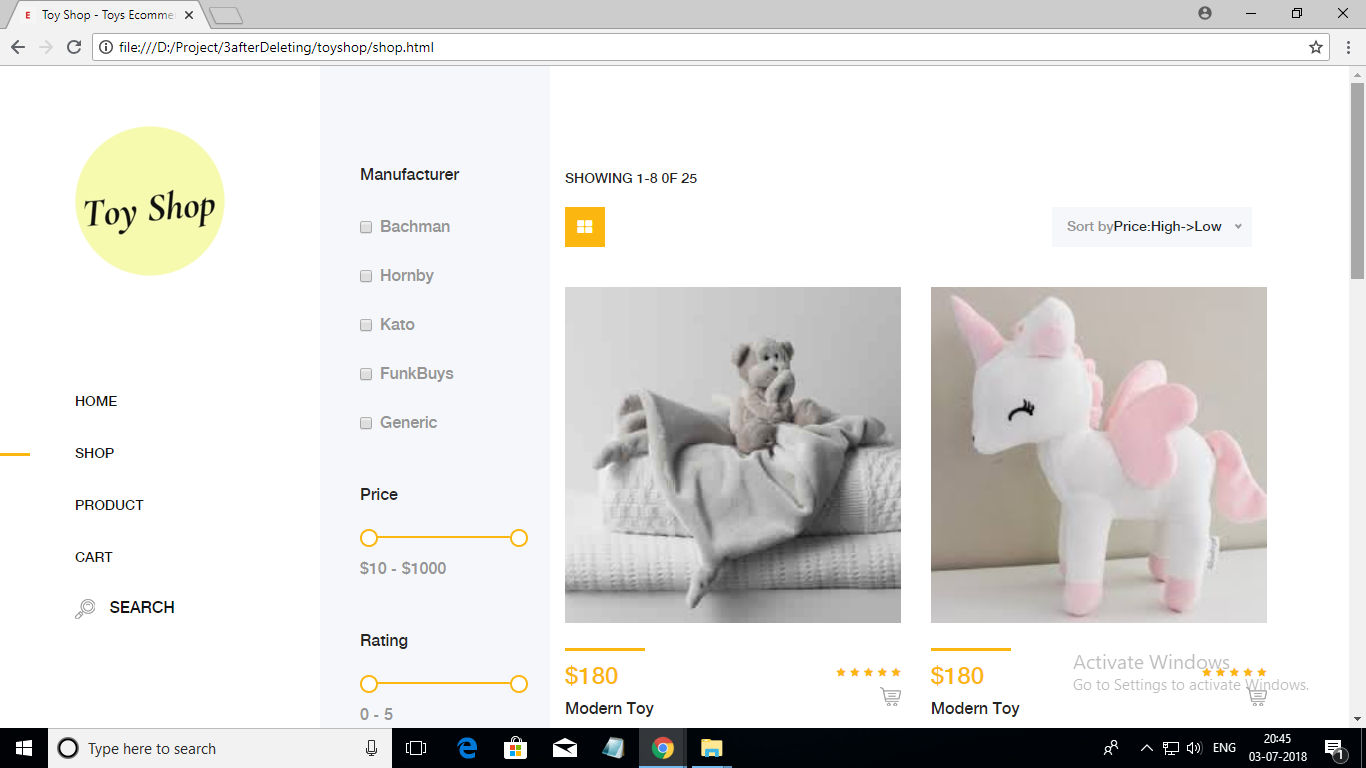 E Toy Shop - Toys Ecomme
file:///D:/Project/3afterDeleting/toyshop/shop.html
Toy Shop
HOME
SHOP
PRODUCT
CART
SEARCH
Manufacturer
Bachman
Hornby
Kato
FunkBuys
Generic
Price
$10 - $1000
Rating
0 - 5
SHOWING 1-8 0F 25
Sort byPrice:High->Low
$180
Modern Toy
$180
Modern Toy
Activate Windows
Go to Settings to activate Windows.
Type here to search
ENG
20:45
03-07-2018
1